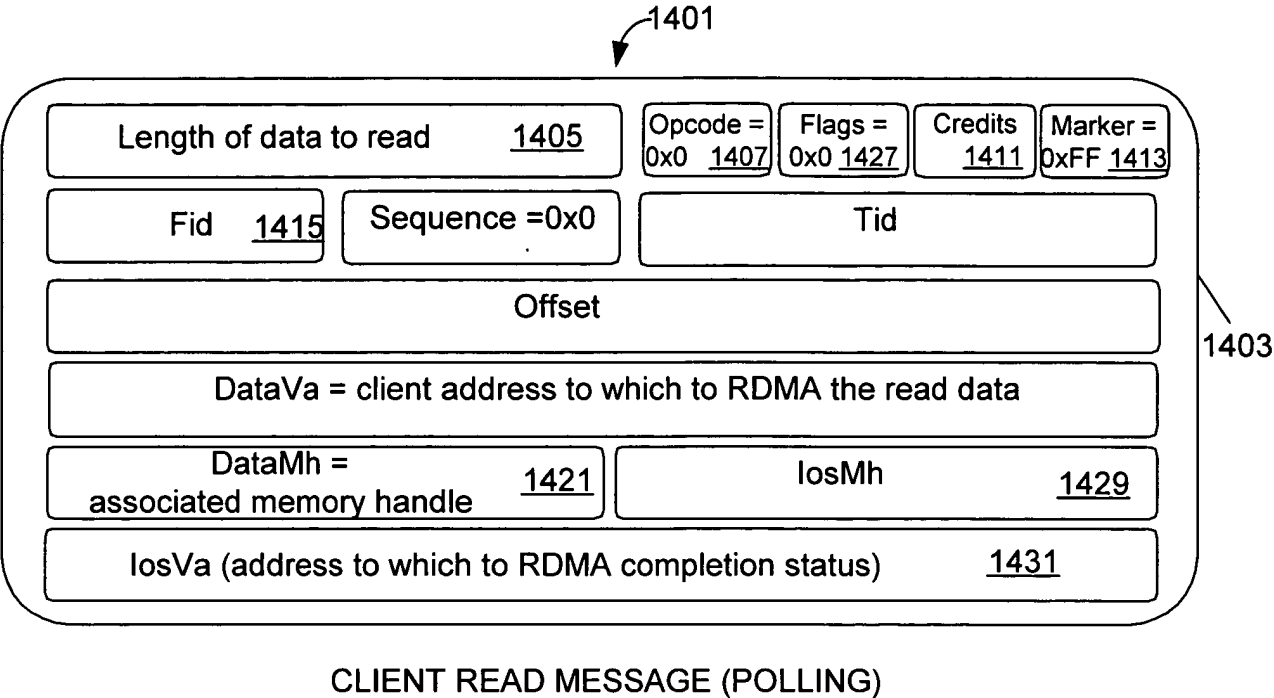 1401
Length of data to read 1405
Opcode =
0x0 1407
Flags =
0x0 1427
Credits
1411
Marker =
0xFF 1413
Fid 1415
Sequence =0x0
Tid
Offset
1403
DataVa = client address to which to RDMA the read data
DataMh =
associated memory handle 1421
IosMh 1429
IosVa (address to which to RDMA completion status) 1431
CLIENT READ MESSAGE (POLLING)